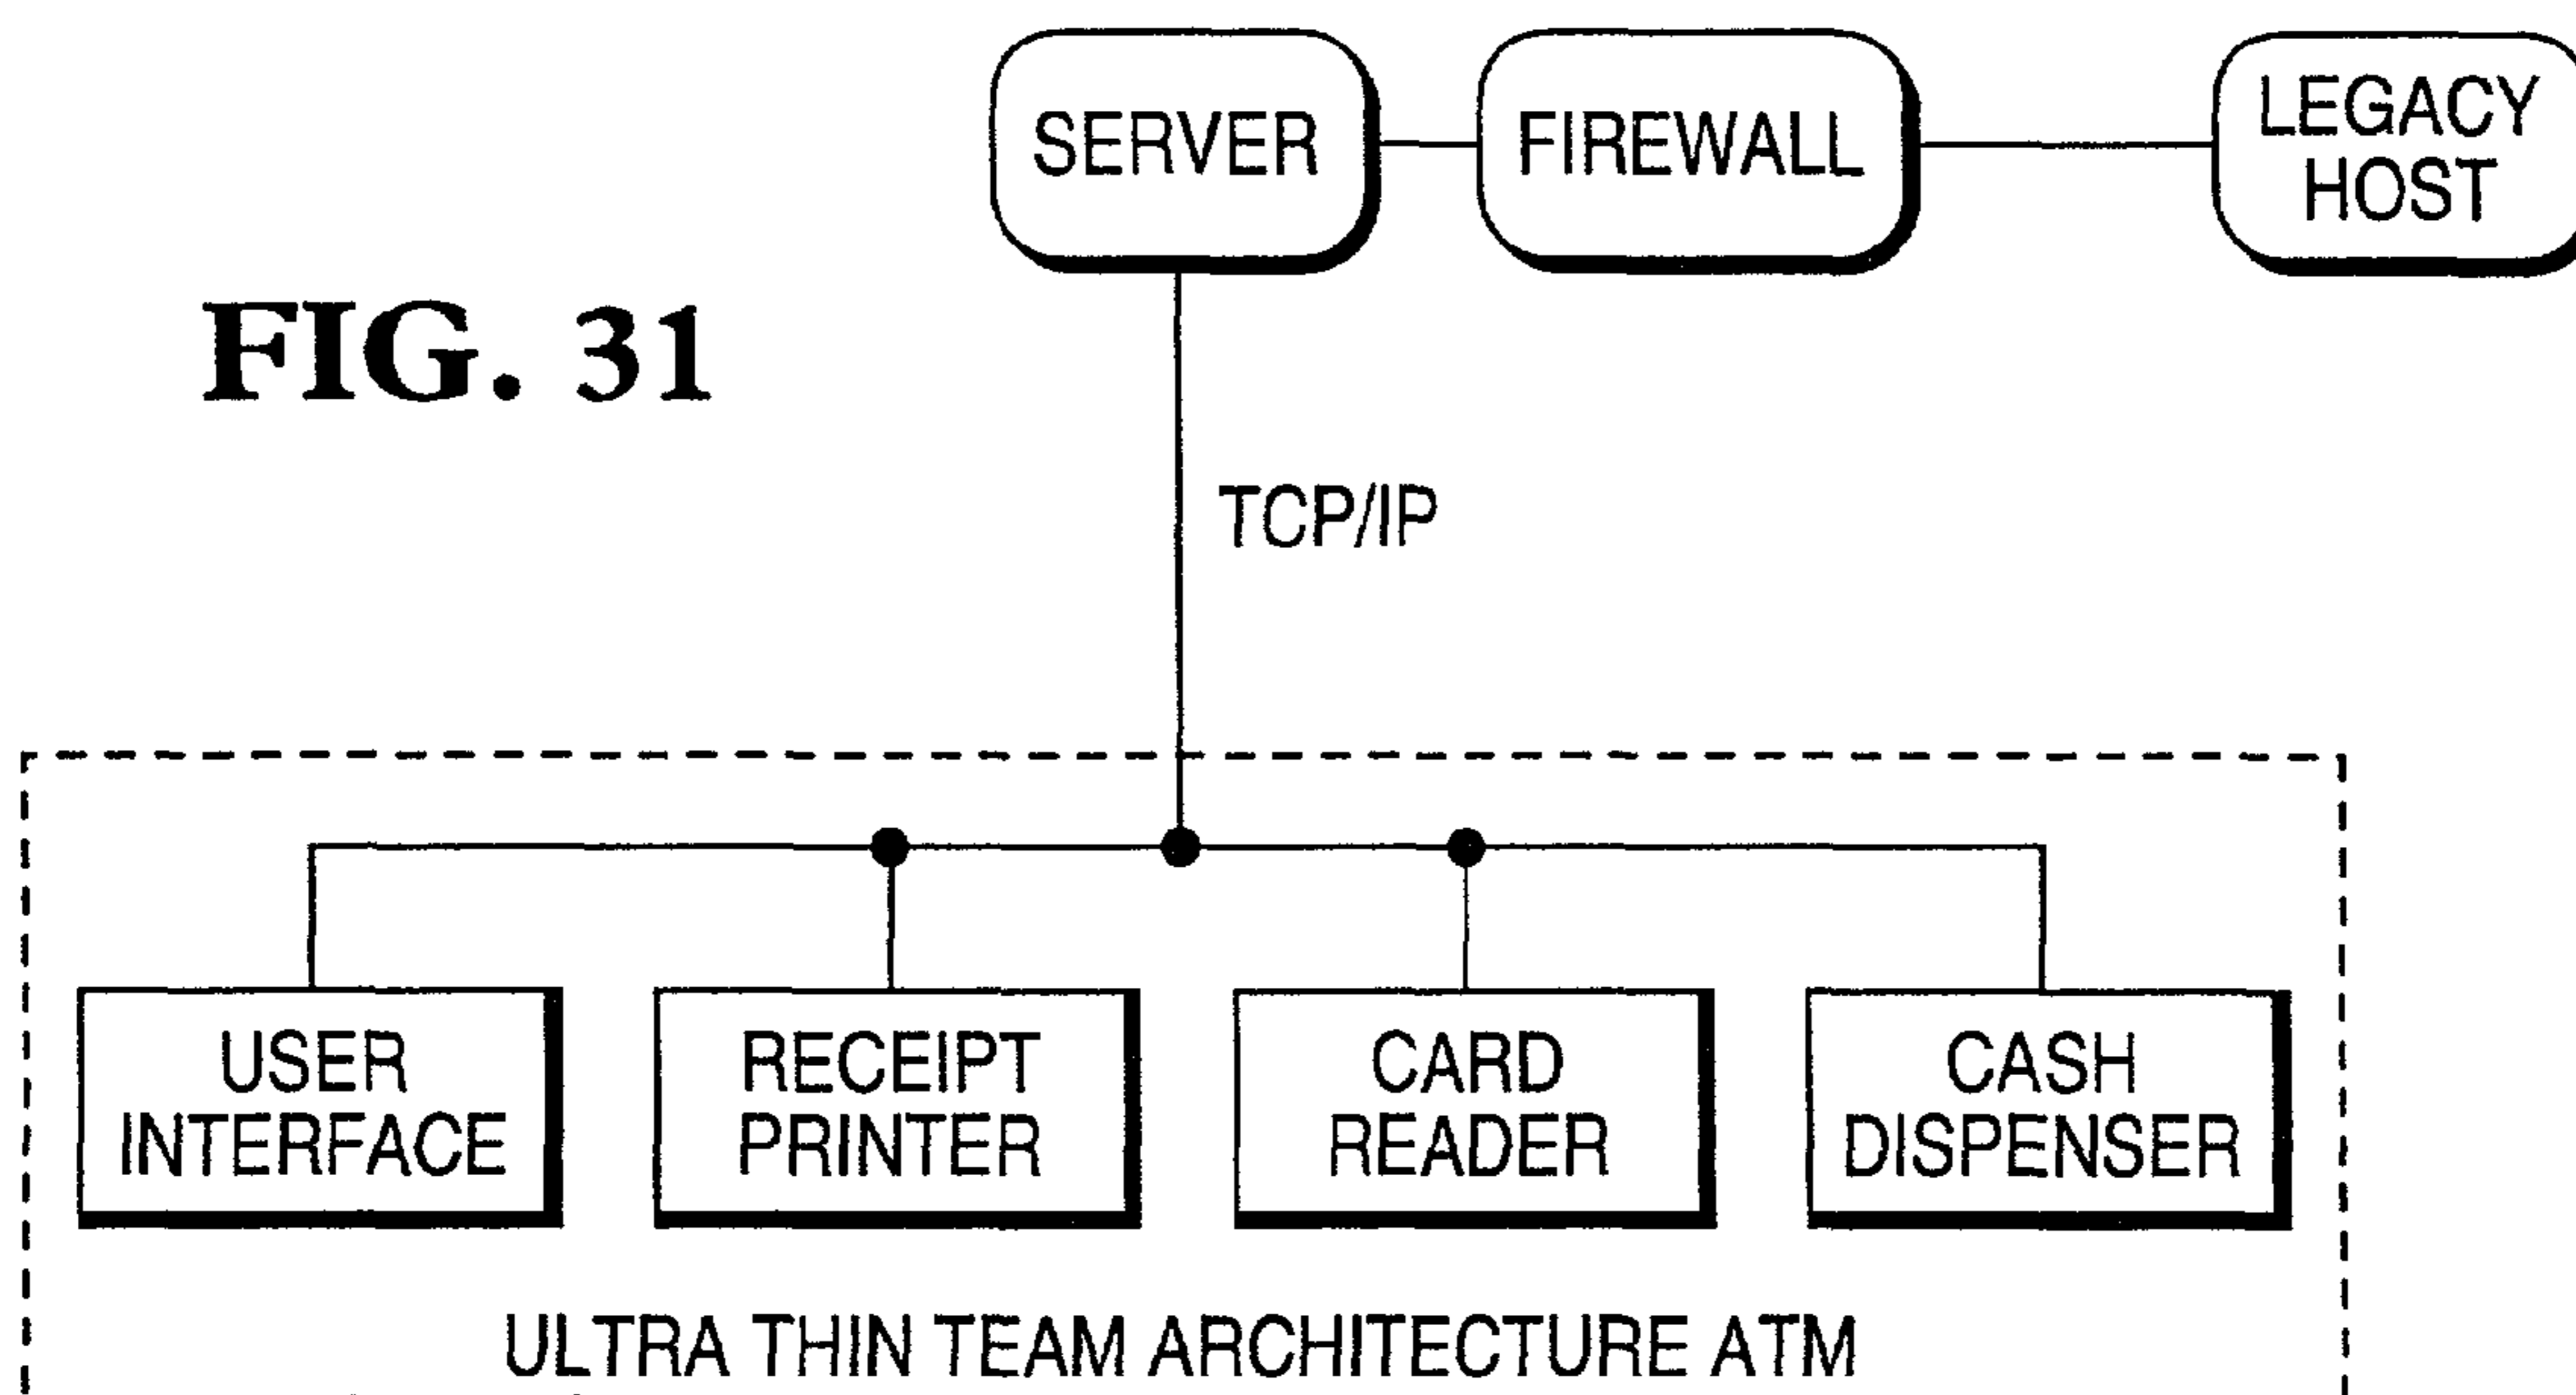 SERVER
FIREWALL
LEGACY
HOST
FIG. 31
TCP/IP
USER
INTERFACE
RECEIPT
PRINTER
CARD
READER
CASH
DISPENSER
ULTRA THIN TEAM ARCHITECTURE ATM